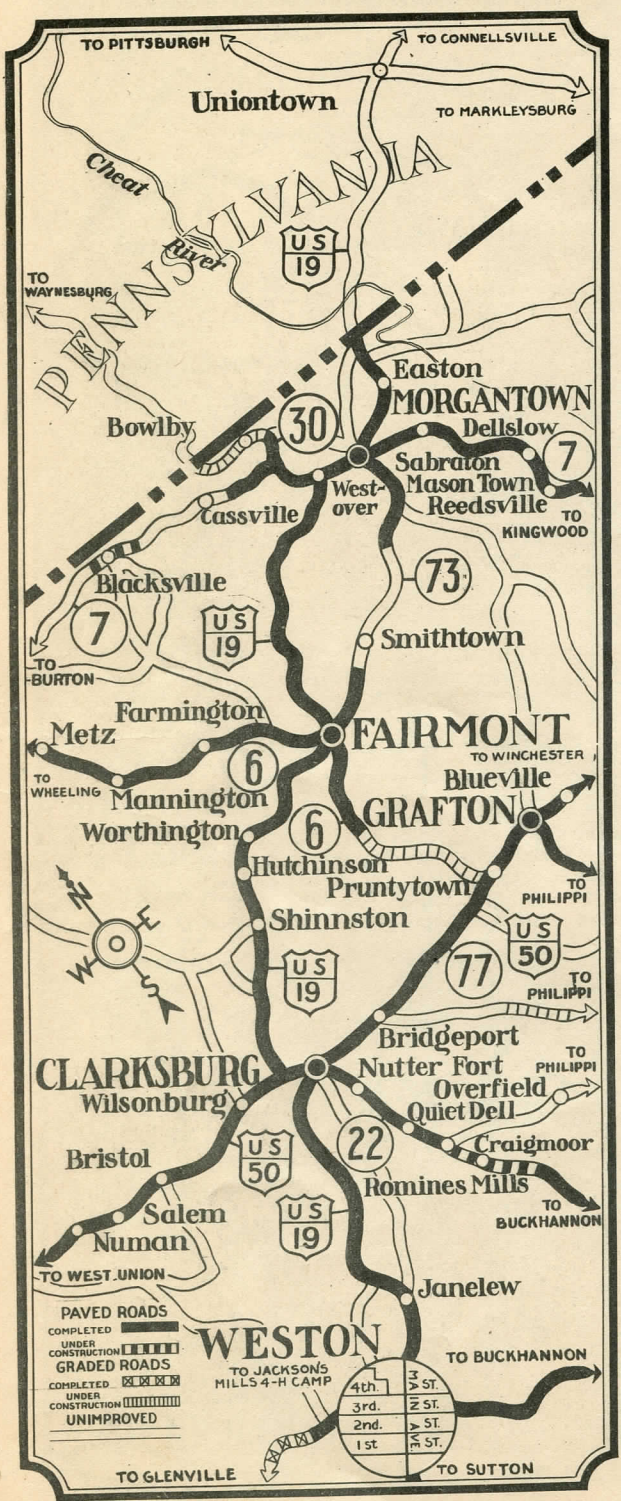 TO PITTSBURGH
TO CONNELLSVILLE
Uniontown
TO MARKLEYSBURG
PENNSYLVANIA
Cheat
River
US
19
TO
WAYNESBURG
Easton
MORGANTOWN
Bowlby
30
Dellslow
7
Sabraton
Mason Town
West-
over
Reedsville
Cassville
TO
KINGWOOD
73
Blacksville
7
US
19
Smithtown
TO
BURTON
Farmington
Metz
FAIRMONT
TO WINCHESTER
6
TO
WHEELING
Mannington
Blueville
GRAFTON
Worthington
6
Hutchinson
Pruntytown
TO
PHILIPPI
N
E
W
S
Shinnston
US
50
US
19
77
TO
PHILIPPI
Bridgeport
CLARKSBURG
Nutter Fort
TO
PHILIPPI
Wilsonburg
Overfield
Quiet Dell
22
US
50
Craigmoor
Bristol
Romines Mills
Salem
US
19
TO
BUCKHANNON
Numan
TO WEST UNION
Janelew
PAVED ROADS
COMPLETED
UNDER
CONSTRUCTION
GRADED ROADS
COMPLETED
UNDER
CONSTRUCTION
UNIMPROVED
WESTON
TO JACKSON'S
MILLS 4-H CAMP
TO BUCKHANNON
4th. ST.
3rd. ST.
2nd.
1st ST.
MAIN AVE.
TO GLENVILLE
TO SUTTON